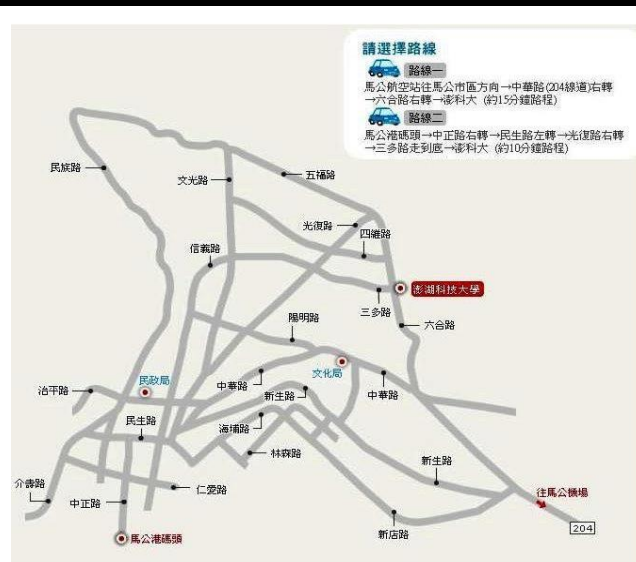 請選擇路線
路線一
馬公航空站往馬公市區方向→中華路(204線道)右轉
→六合路右轉→澎科大 (約15分鐘路程)
路線二
馬公港碼頭→中正路右轉→民生路左轉→光復路右轉
→三多路走到底→澎科大 (約10分鐘路程)
民族路
文光路
五福路
光復路
四維路
信義路
澎湖科技大學
三多路
六合路
陽明路
文化局
民政局
中華路
中華路
治平路
新生路
民生路
海埔路
林森路
新生路
介壽路
仁愛路
中正路
往馬公機場
新店路
204
馬公港碼頭